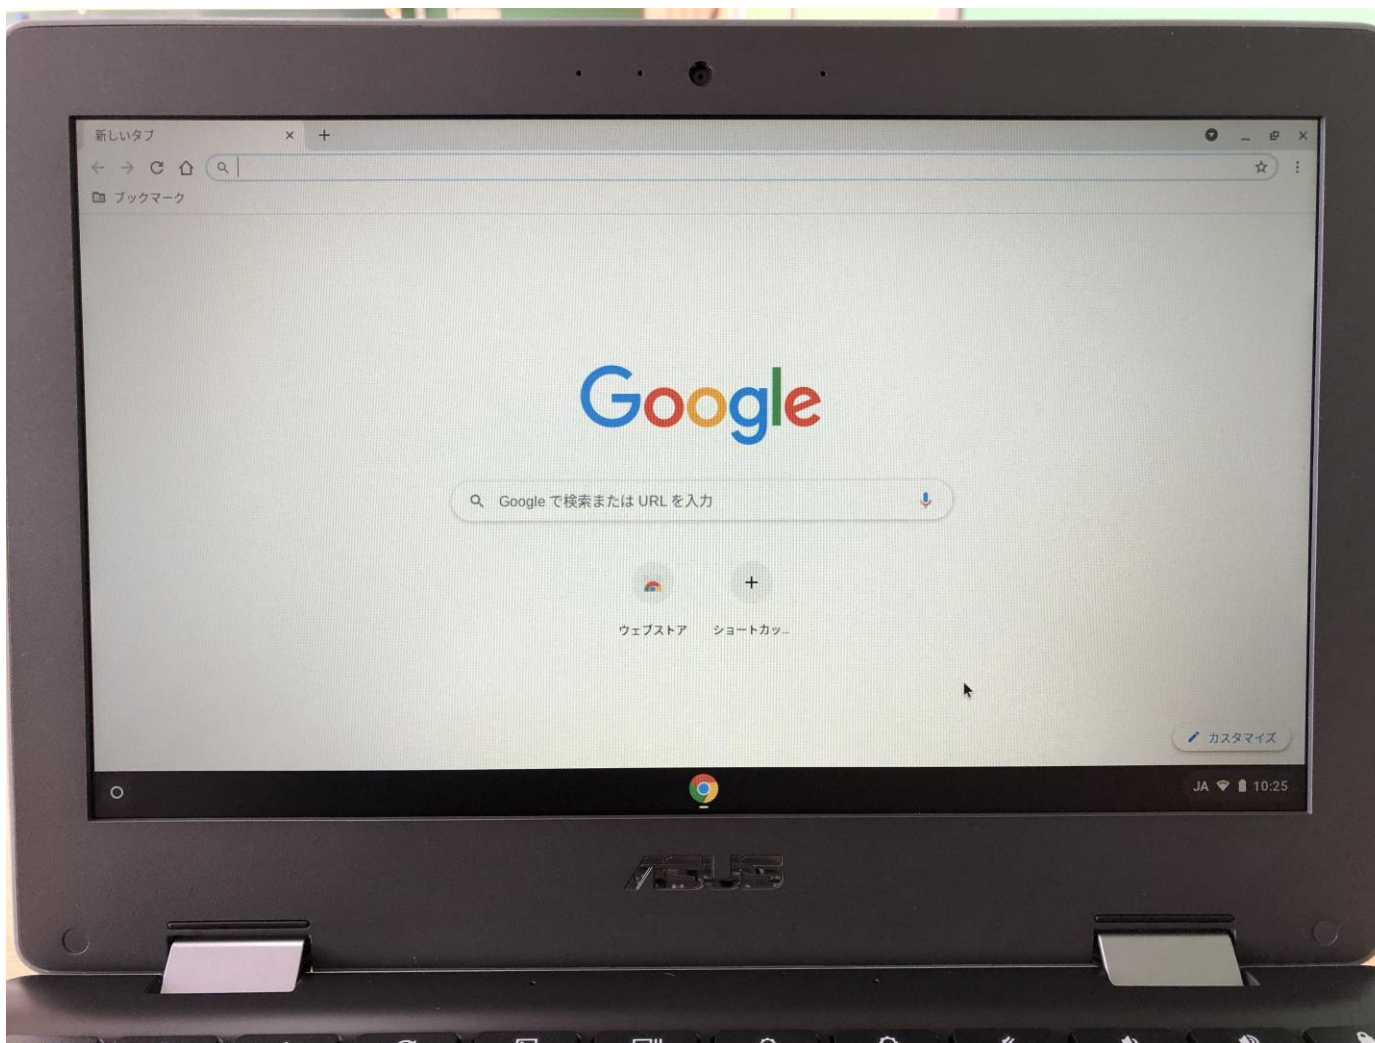 新しいタブ
ブックマーク
Google
Google で検索または URL を入力
ウェブストア
ショートカッ...
カスタマイズ
JA
10:25
ASUS